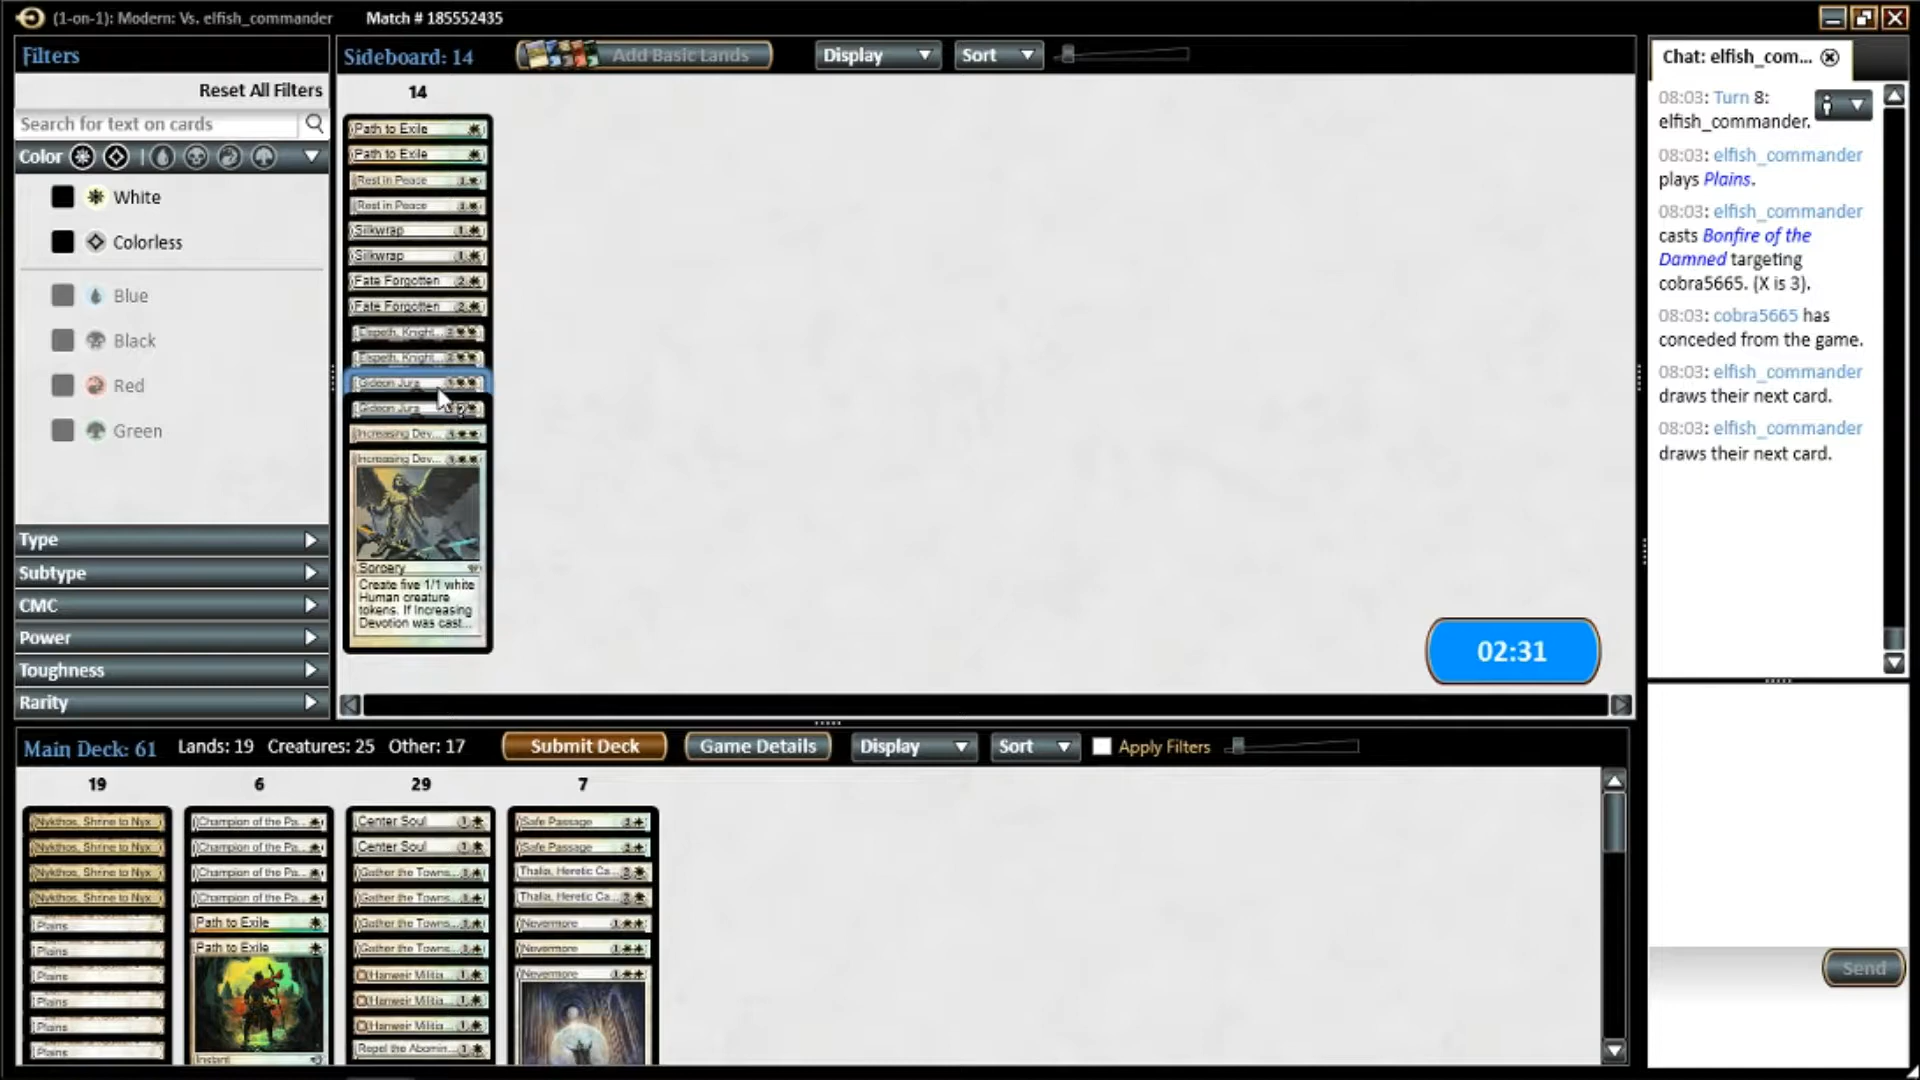 (1-on-1): Modern: Vs. elfish_commander
Match # 185552435
Filters
Reset All Filters
Search for text on cards
Color
White
Colorless
Blue
Black
Red
Green
Type
Subtype
CMC
Power
Toughness
Rarity
Sideboard: 14
Add Basic Lands
Display
Sort
14
Path to Exile
Path to Exile
Rest in Peace
Rest in Peace
Silkwrap
Silkwrap
Fate Forgotten
Fate Forgotten
Elspeth, Knight...
Elspeth, Knight...
Gideon Jura
Gideon Jura
Increasing Dev...
Increasing Dev...
Sorcery
Create five 1/1 white
Human creature
tokens. If Increasing
Devotion was cast...
02:31
Main Deck: 61
Lands: 19 Creatures: 25 Other: 17
Submit Deck
Game Details
Display
Sort
Apply Filters
19
Nykthos, Shrine to Nyx
Nykthos, Shrine to Nyx
Nykthos, Shrine to Nyx
Nykthos, Shrine to Nyx
Plains
Plains
Plains
Plains
Plains
Plains
6
Champion of the Pa...
Champion of the Pa...
Champion of the Pa...
Champion of the Pa...
Path to Exile
Path to Exile
Instant
29
Center Soul
Center Soul
Gather the Towns...
Gather the Towns...
Gather the Towns...
Gather the Towns...
Hanweir Militia
Hanweir Militia
Hanweir Militia
Repel the Abomin...
7
Safe Passage
Safe Passage
Thalia, Heretic Ca...
Thalia, Heretic Ca...
Nevermore
Nevermore
Nevermore
Chat: elfish_com...
08:03: Turn 8:
elfish_commander.
08:03: elfish_commander
plays Plains.
08:03: elfish_commander
casts Bonfire of the
Damned targeting
cobra5665. (X is 3).
08:03: cobra5665 has
conceded from the game.
08:03: elfish_commander
draws their next card.
08:03: elfish_commander
draws their next card.
Send